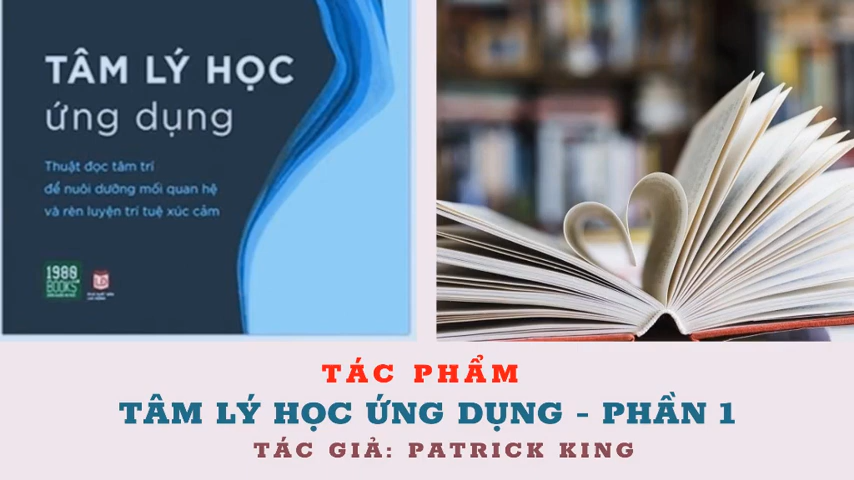 TÂM LÝ HỌC
ứng dụng
Thuật đọc tâm trí
để nuôi dưỡng mối quan hệ
và rèn luyện trí tuệ xúc cảm
1980
BOOKS
TÁC PHẨM
TÂM LÝ HỌC ỨNG DỤNG - PHẦN 1
TÁC GIẢ: PATRICK KING